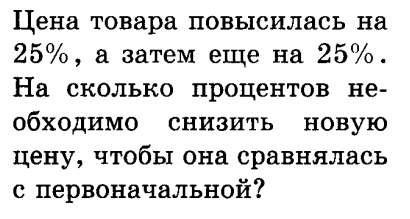 Цена товара повысилась на
25%, а затем еще на 25%.
На сколько процентов не-
обходимо снизить новую
цену, чтобы она сравнялась
с первоначальной?